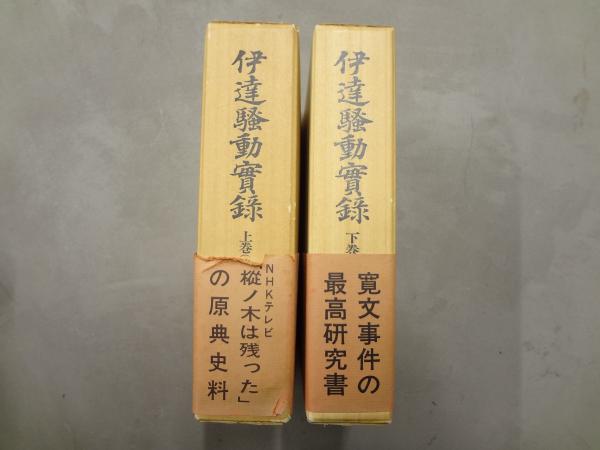 伊達騒動實録
上巻
NHKテレビ
「樅ノ木は残った」
の原典史料
伊達騒動實録
下巻
寛文事件の
最高研究書